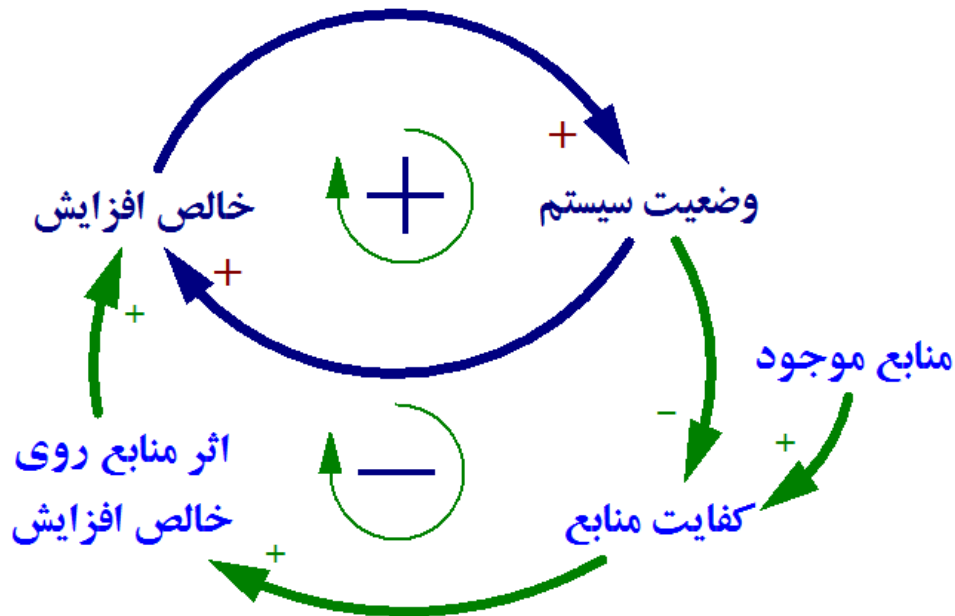 +
خالص افزایش
+
وضعیت سیستم
+
+
منابع موجود
−
+
اثر منابع روی
خالص افزایش
−
کفایت منابع
+
+